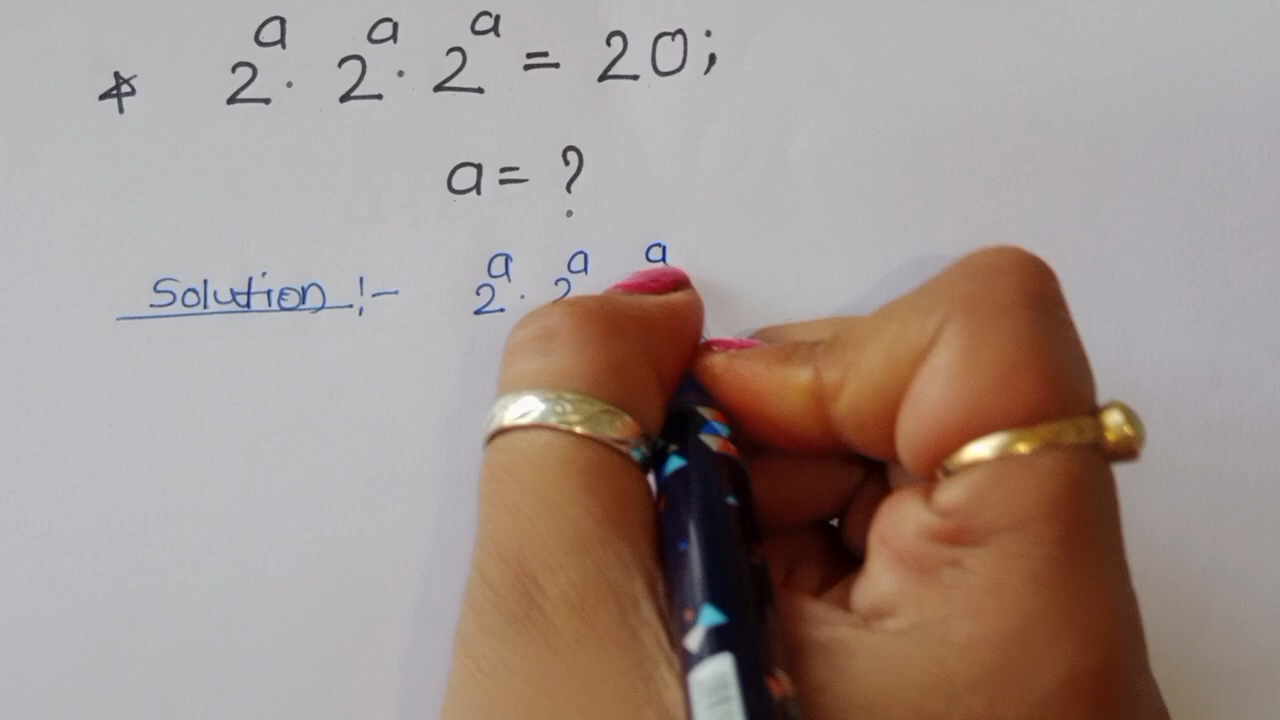 * 2^a · 2^a · 2^a = 20;
a = ?
Solution :- 2^a · 2^a